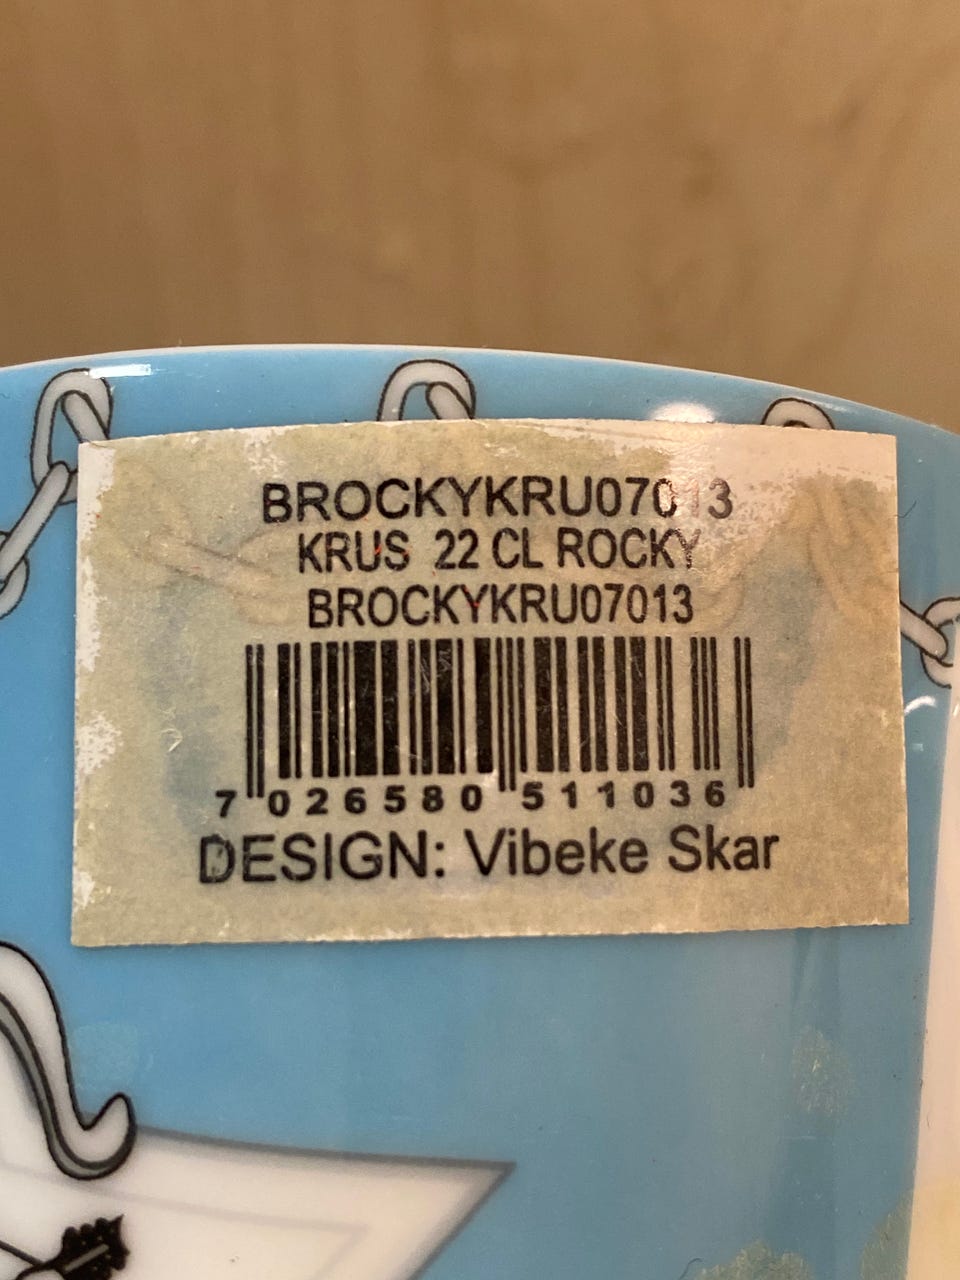 BROCKYKRU07013
KRUS 22 CL ROCKY
BROCKYKRU07013
7 026580 511036
DESIGN: Vibeke Skar